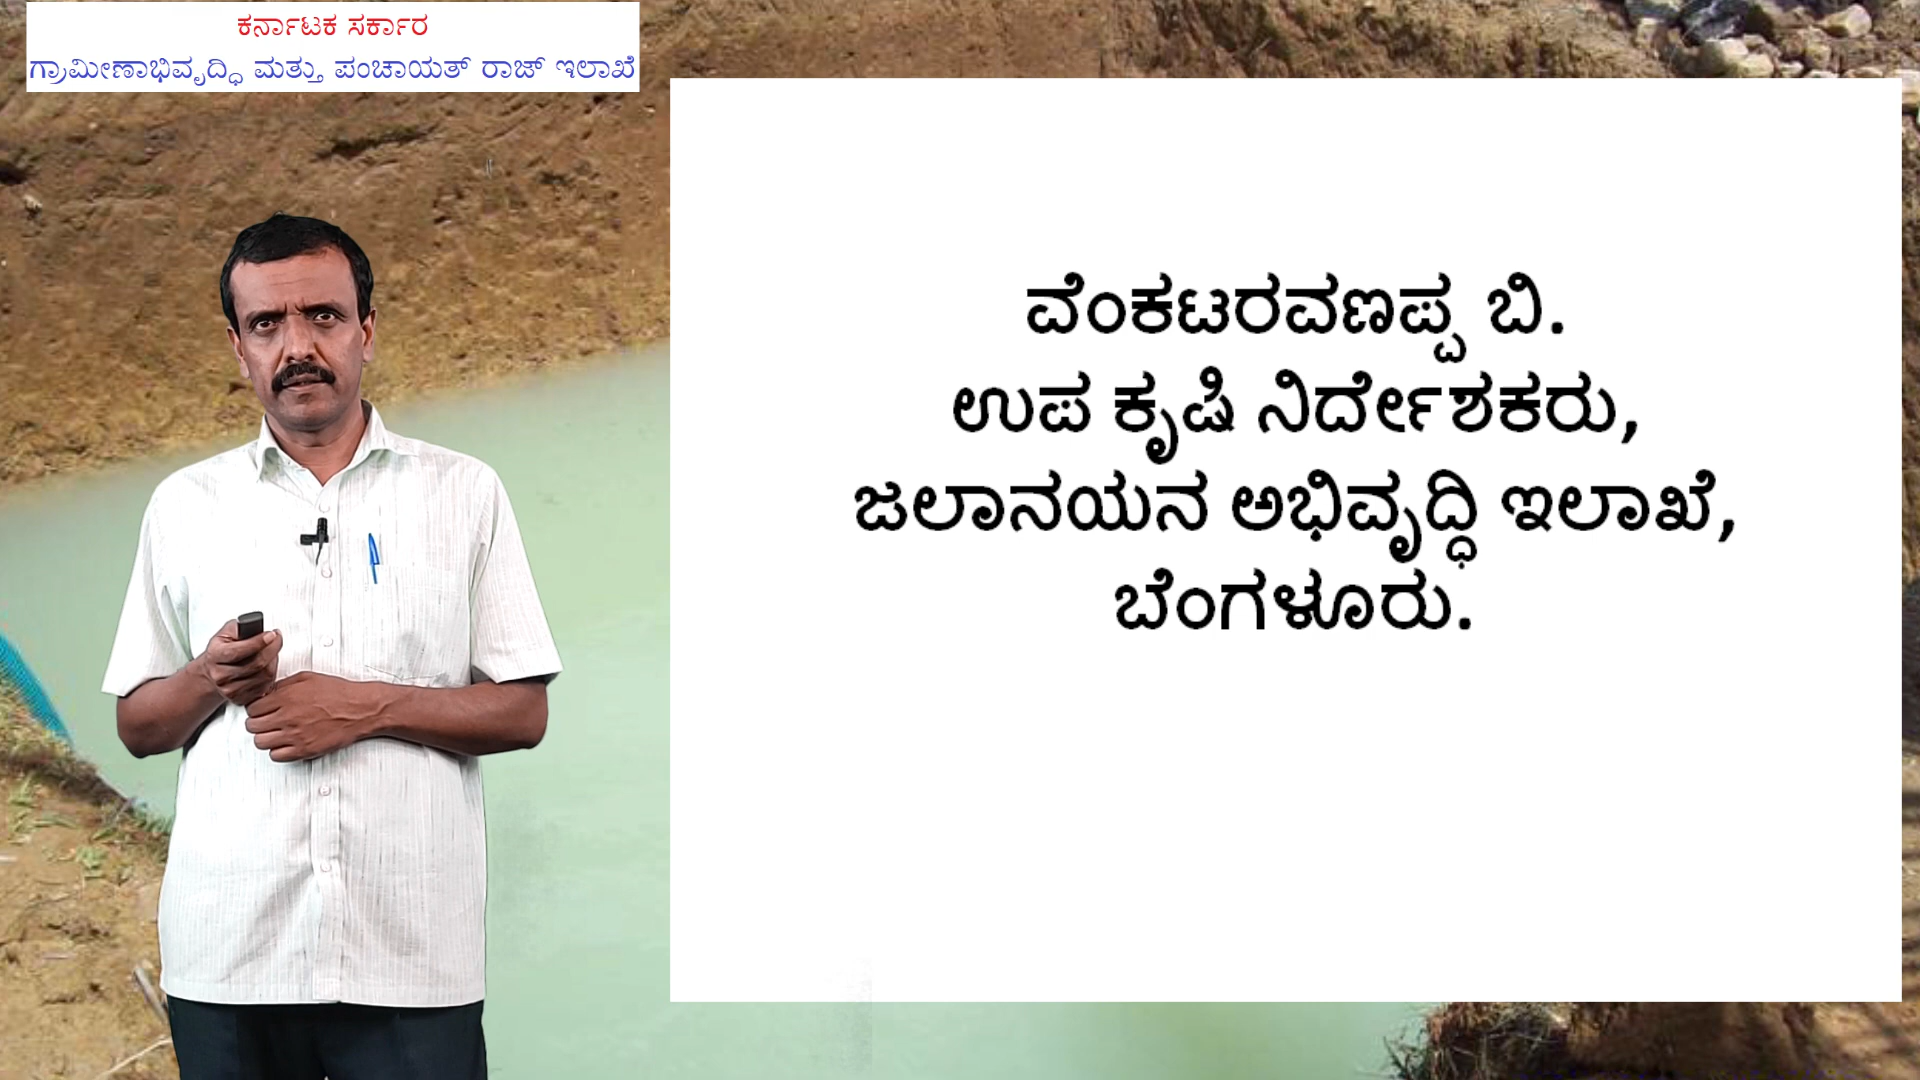 ಕರ್ನಾಟಕ ಸರ್ಕಾರ
ಗ್ರಾಮೀಣಾಭಿವೃದ್ಧಿ ಮತ್ತು ಪಂಚಾಯತ್ ರಾಜ್ ಇಲಾಖೆ
ವೆಂಕಟರವಣಪ್ಪ ಬಿ.
ಉಪ ಕೃಷಿ ನಿರ್ದೇಶಕರು,
ಜಲಾನಯನ ಅಭಿವೃದ್ಧಿ ಇಲಾಖೆ,
ಬೆಂಗಳೂರು.